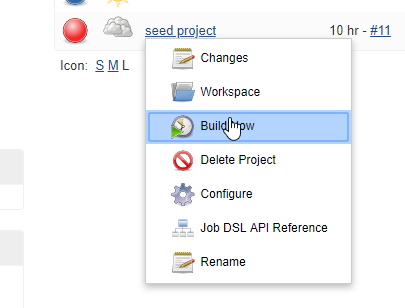 seed project 10 hr - #11
Icon: S M L
Changes
Workspace
Build Now
Delete Project
Configure
Job DSL API Reference
Rename